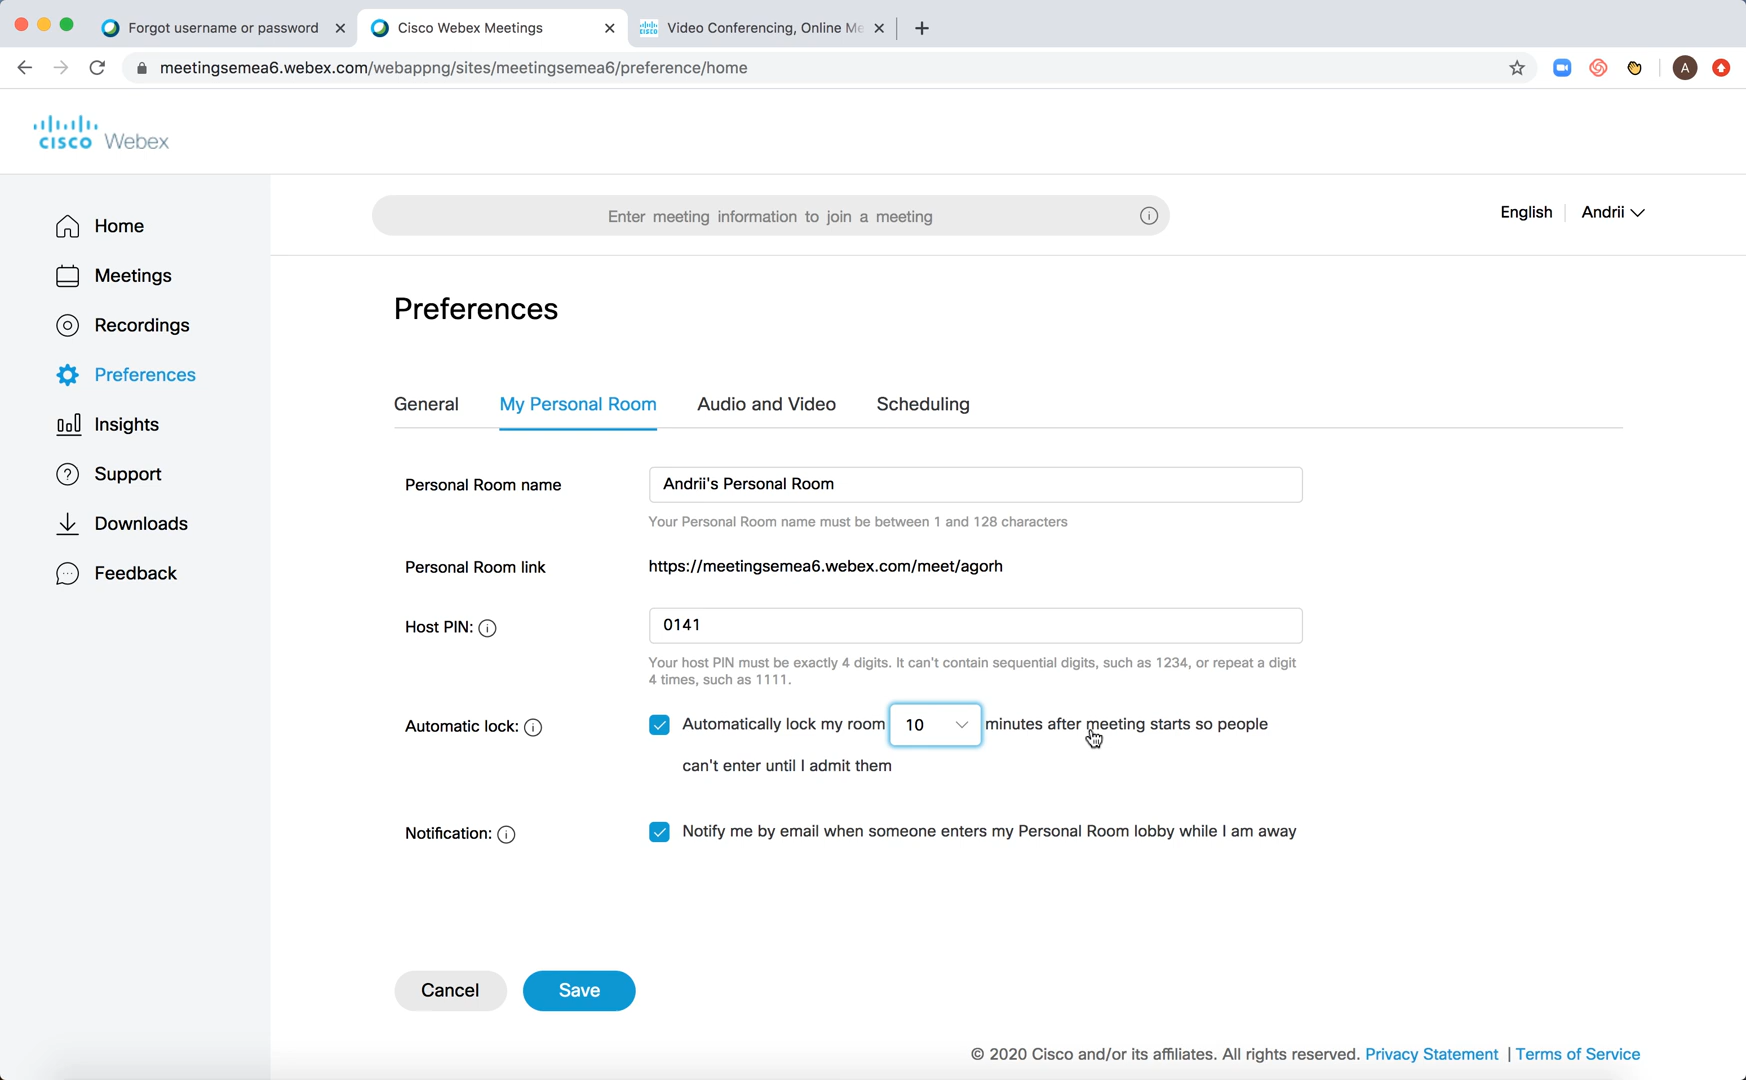 Forgot username or password
Cisco Webex Meetings
Video Conferencing, Online Me
meetingsemea6.webex.com/webappng/sites/meetingsemea6/preference/home
A
cisco Webex
Home
Meetings
Recordings
Preferences
Insights
Support
Downloads
Feedback
Enter meeting information to join a meeting
English
Andrii
Preferences
General My Personal Room Audio and Video Scheduling
Personal Room name
Andrii's Personal Room
Your Personal Room name must be between 1 and 128 characters
Personal Room link
https://meetingsemea6.webex.com/meet/agorh
Host PIN:
0141
Your host PIN must be exactly 4 digits. It can't contain sequential digits, such as 1234, or repeat a digit
4 times, such as 1111.
Automatic lock:
Automatically lock my room 10 minutes after meeting starts so people
can't enter until I admit them
Notification:
Notify me by email when someone enters my Personal Room lobby while I am away
Cancel
Save
© 2020 Cisco and/or its affiliates. All rights reserved. Privacy Statement | Terms of Service